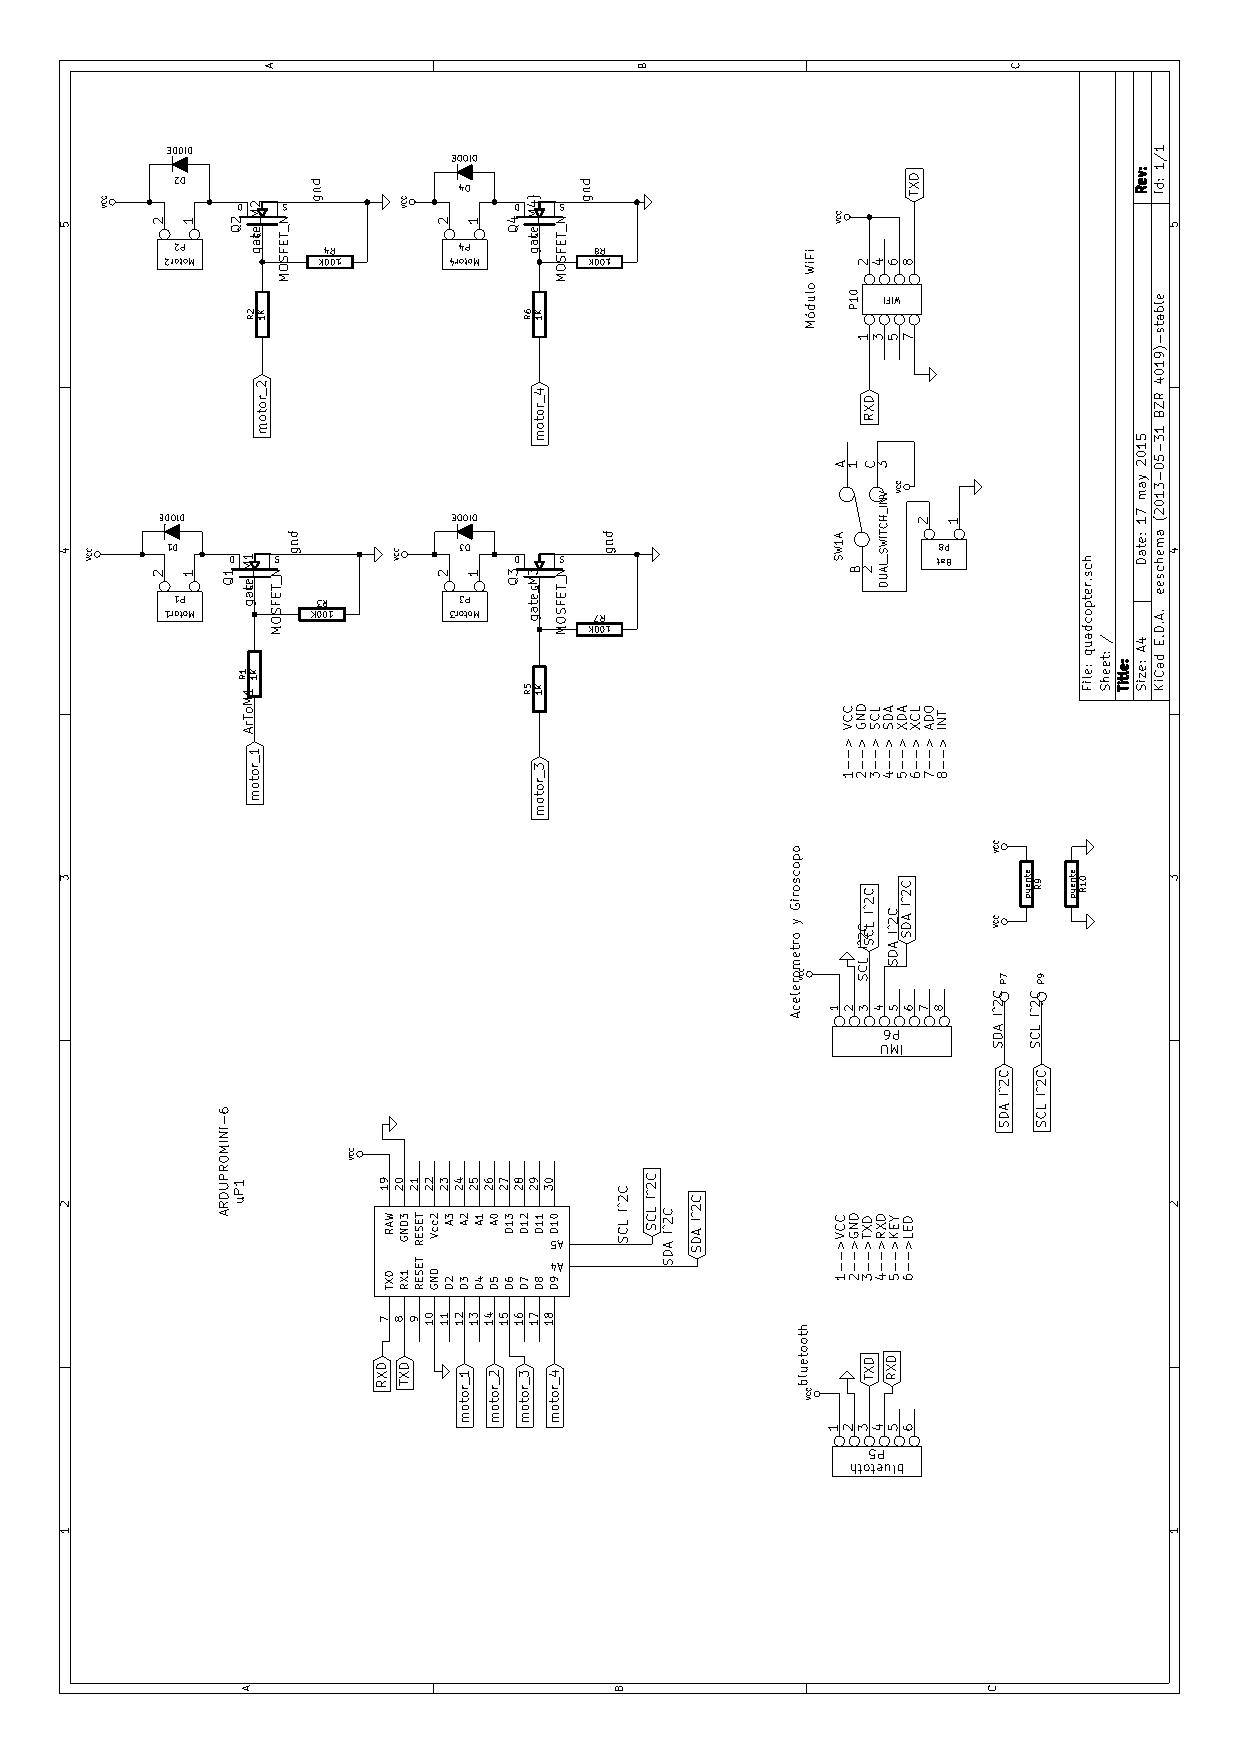 ARDUPROMINI-6
uP1
vcc
RXD
TXD
motor_1
motor_2
motor_3
motor_4
7 TXD RAW 19
8 RX1 GND3 20
9 RESET RESET 21
10 GND Vcc2 22
11 D2 A3 23
12 D3 A2 24
13 D4 A1 25
14 D5 A0 26
15 D6 D13 27
16 D7 D12 28
17 D8 D11 29
18 D9 D10 30
A4 A5
SCL I^2C
SCL I^2C
SDA I^2C
SDA I^2C
motor_1
ArToM1
R1
1K
R3
100K
Q1
MOSFET_N
D
S
gnd
P1
Motor1
1
2
D1
DIODE
vcc
motor_2
R2
1K
R4
100K
Q2
MOSFET_N
D
S
gnd
P2
Motor2
1
2
D2
DIODE
vcc
motor_3
R5
1K
R7
100K
Q3
MOSFET_N
D
S
gnd
P3
Motor3
1
2
D3
DIODE
vcc
motor_4
R6
1K
R8
100K
Q4
MOSFET_N
D
S
gnd
P4
Motor4
1
2
D4
DIODE
vcc
bluetooth
vcc
bluetoth
P5
1
2
3
4
5
6
TXD
RXD
1--->VCC
2--->GND
3--->TXD
4--->RXD
5--->KEY
6--->LED
Acelerometro y Giroscopo
vcc
IMU
P6
1
2
3
4
5
6
7
8
SCL I^2C
SCL I^2C
SDA I^2C
SDA I^2C
1---> VCC
2---> GND
3---> SCL
4---> SDA
5---> XDA
6---> XCL
7---> ADO
8---> INT
SDA I^2C
SDA I^2C
P7
SCL I^2C
SCL I^2C
P9
vcc
vcc
puente
R9
puente
R10
SW1A
DUAL_SWITCH_INV
A
1
B
2
C
3
vcc
Bat
P8
2
1
Módulo WiFi
P10
WIFI
RXD
TXD
vcc
1 2
3 4
5 6
7 8
File: quadcopter.sch
Sheet: /
Title:
Size: A4 Date: 17 may 2015 Rev:
KiCad E.D.A. eeschema (2013-05-31 BZR 4019)-stable Id: 1/1
1
2
3
4
5
A
B
C
1
2
3
4
5
A
B
C